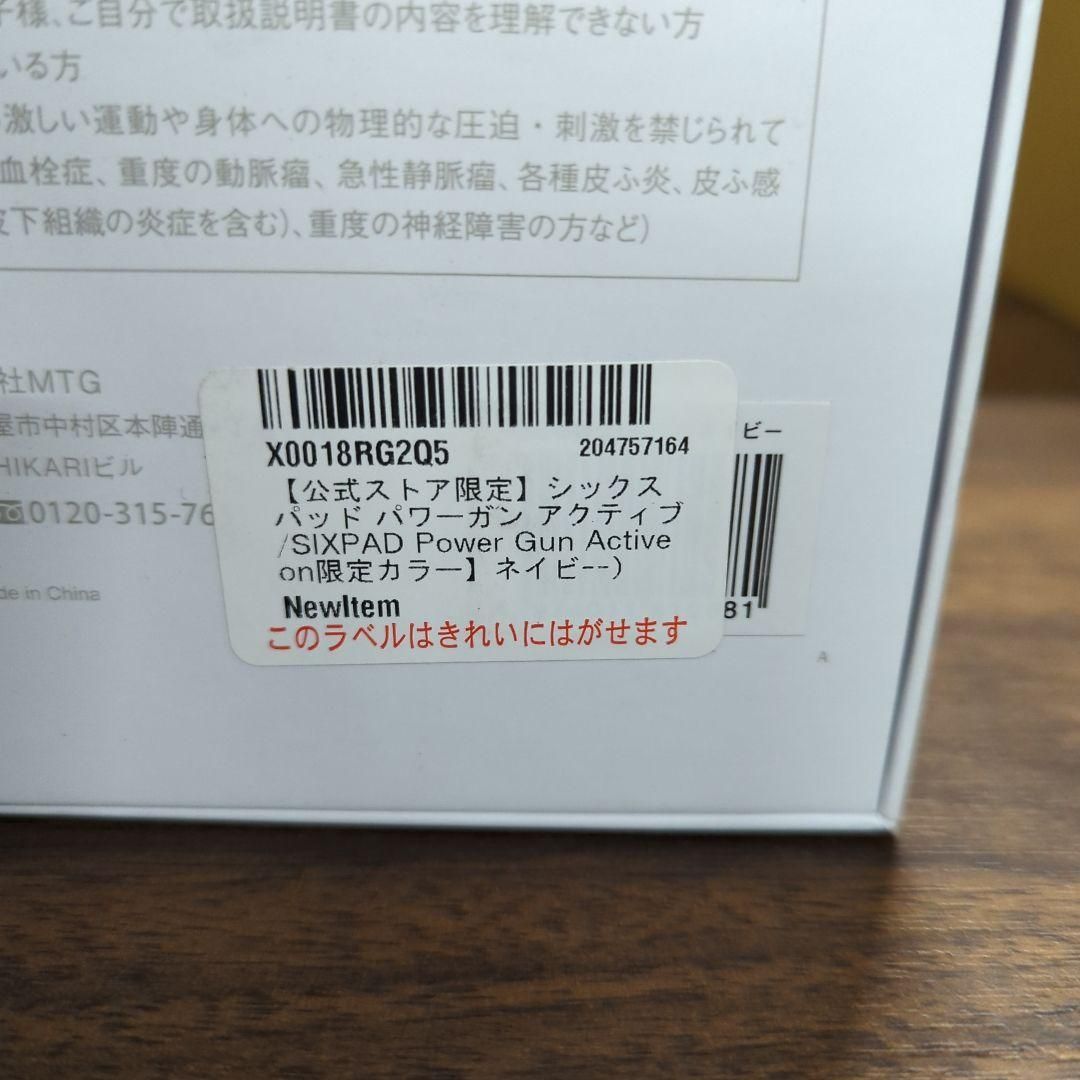 子様、ご自分で取扱説明書の内容を理解できない方
いる方
激しい運動や身体への物理的な圧迫・刺激を禁じられて
血栓症、重度の動脈瘤、急性静脈瘤、各種皮ふ炎、皮ふ感
皮下組織の炎症を含む)、重度の神経障害の方など)
社MTG
屋市中村区本陣通
HIKARIビル
0120-315-76
de in China
X0018RG2Q5 204757164
【公式ストア限定】シックス
パッド パワーガン アクティブ
/SIXPAD Power Gun Active
on限定カラー】ネイビー--)
NewItem
このラベルはきれいにはがせます
ビー
81
A